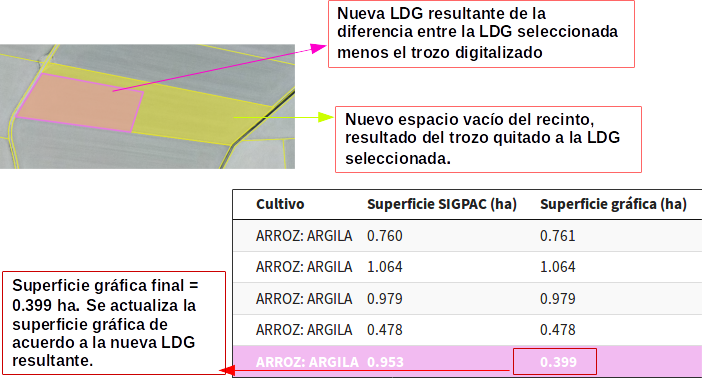 Nueva LDG resultante de la
diferencia entre la LDG seleccionada
menos el trozo digitalizado
Nuevo espacio vacío del recinto,
resultado del trozo quitado a la LDG
seleccionada.
Cultivo Superficie SIGPAC (ha) Superficie gráfica (ha)
ARROZ: ARGILA 0.760 0.761
ARROZ: ARGILA 1.064 1.064
ARROZ: ARGILA 0.979 0.979
ARROZ: ARGILA 0.478 0.478
ARROZ: ARGILA 0.953 0.399
Superficie gráfica final =
0.399 ha. Se actualiza la
superficie gráfica de
acuerdo a la nueva LDG
resultante.